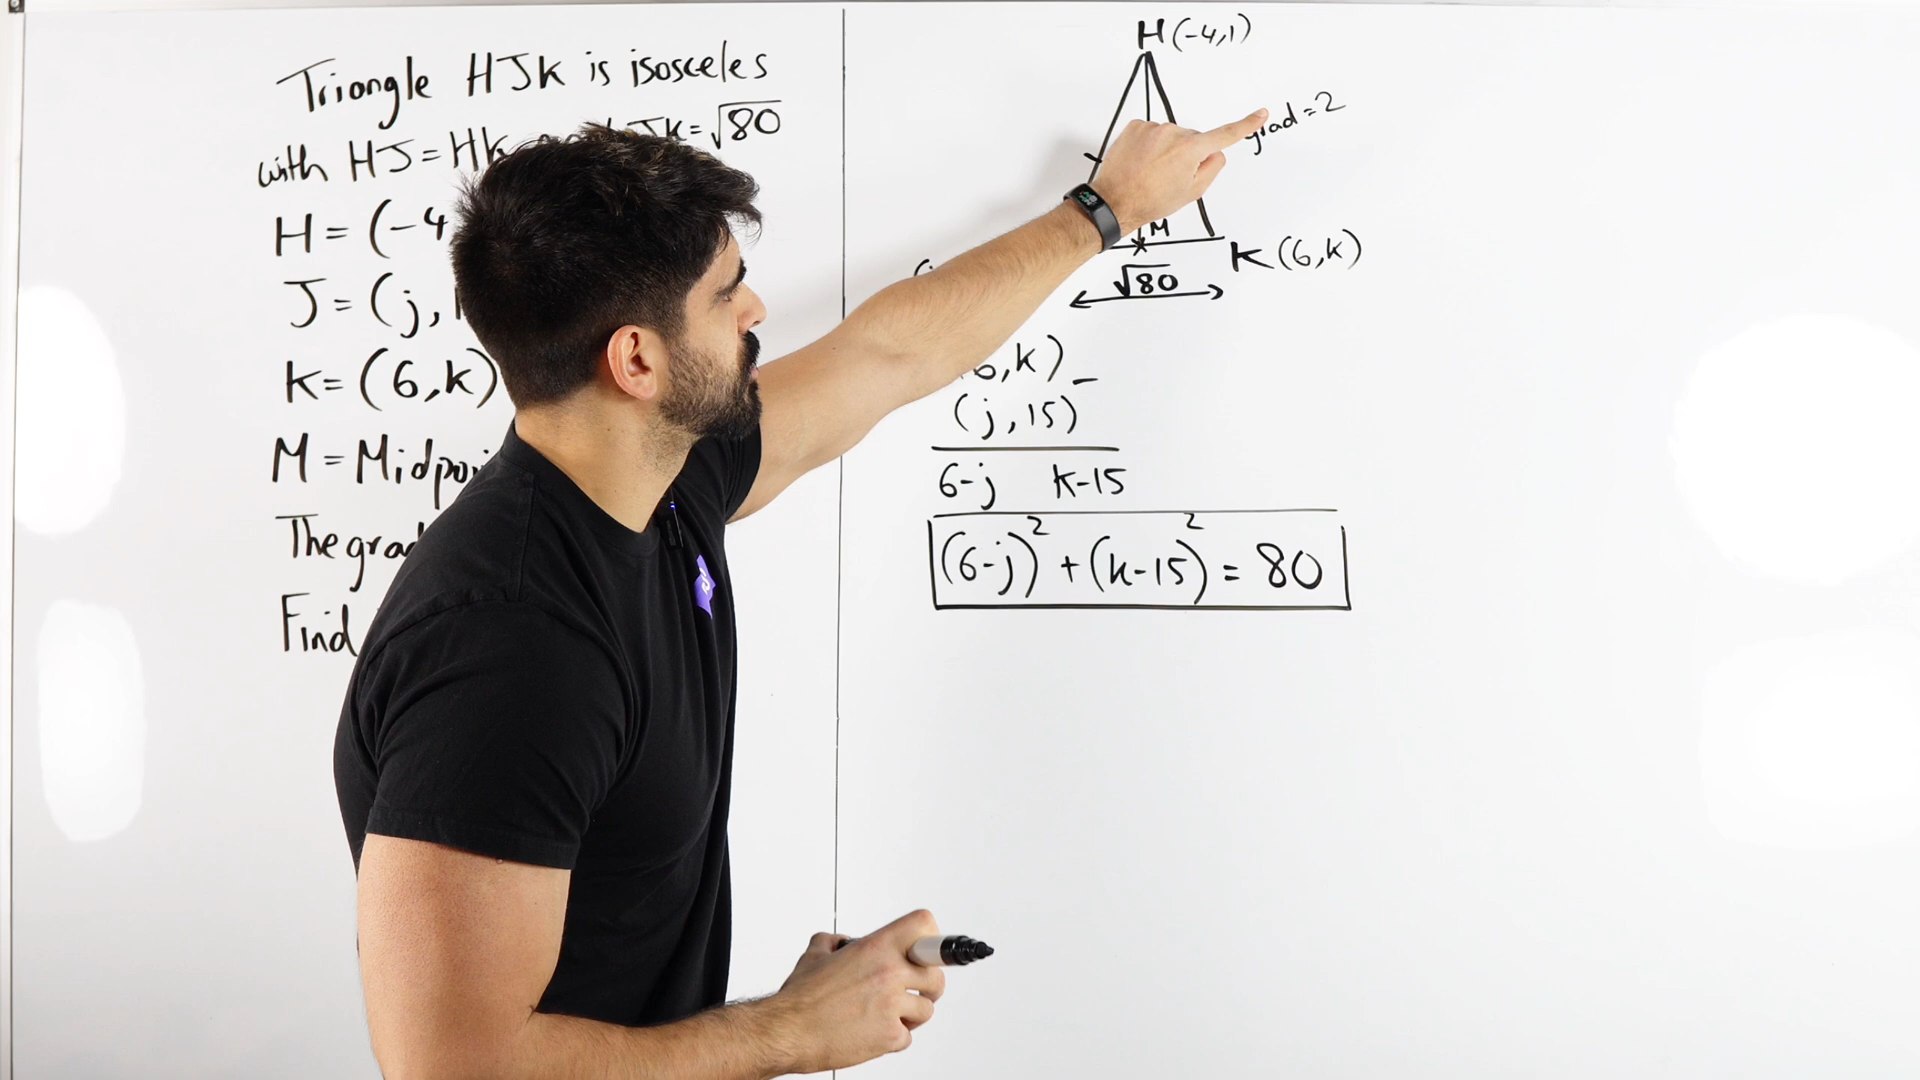 Triangle HJK is isosceles
with HJ = HK JK = √80
H = (-4
J = (j, 1
K = (6,k)
M = Midpoi
The grad
Find
H (-4,1)
grad = 2
M
K (6,k)
√80
6,k) -
(j, 15)
6-j k-15
(6-j)² + (k-15)² = 80